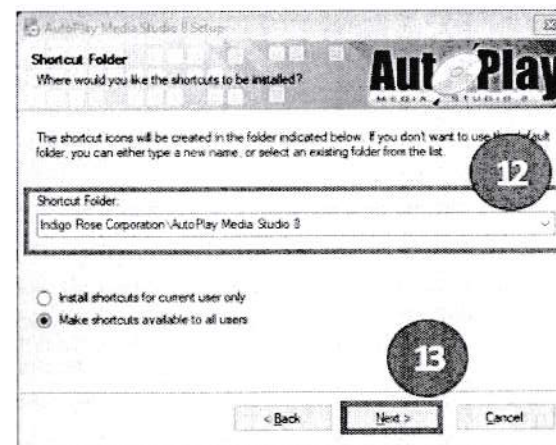 AutoPlay Media Studio 8 Setup
Shortcut Folder
Where would you like the shortcuts to be installed?
AutoPlay
MEDIA STUDIO 8
The shortcut icons will be created in the folder indicated below. If you don't want to use the default
folder, you can either type a new name, or select an existing folder from the list.
12
Shortcut Folder:
Indigo Rose Corporation\AutoPlay Media Studio 8
Install shortcuts for current user only
Make shortcuts available to all users
13
< Back
Next >
Cancel